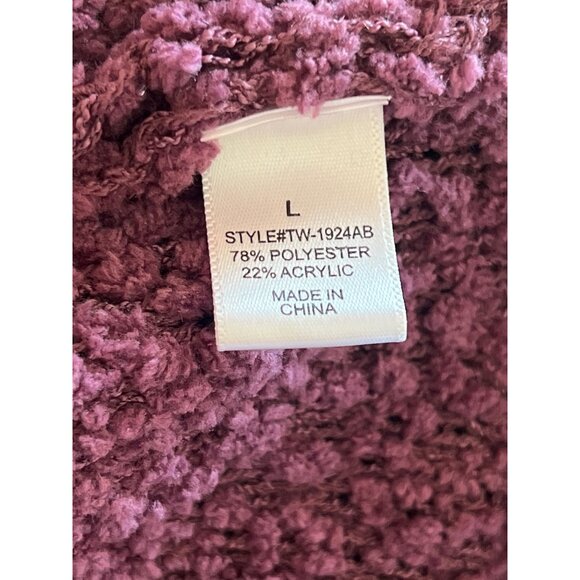 L
STYLE#TW-1924AB
78% POLYESTER
22% ACRYLIC
MADE IN
CHINA